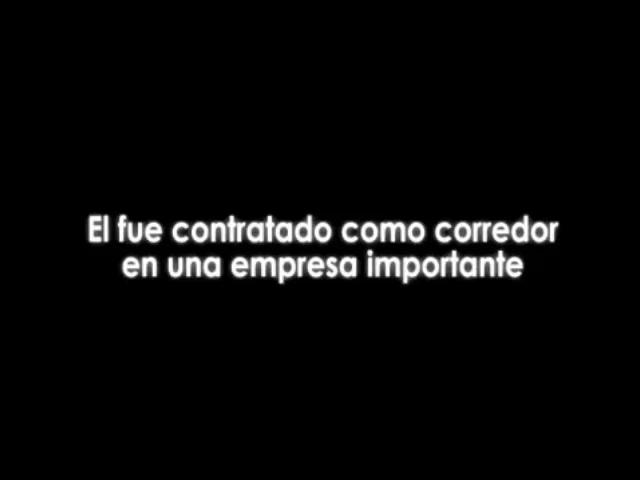 El fue contratado como corredor
en una empresa importante